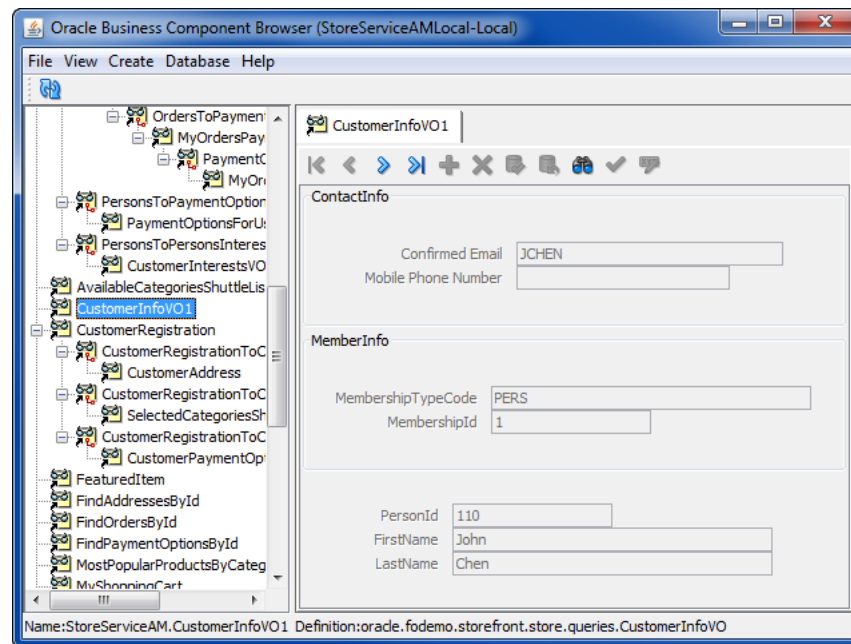 Oracle Business Component Browser (StoreServiceAMLocal-Local)
File View Create Database Help
OrdersToPayment
MyOrdersPay
PaymentO
MyOr
PersonsToPaymentOption
PaymentOptionsForU
PersonsToPersonsInteres
CustomerInterestsVO
AvailableCategoriesShuttleLis
CustomerInfoVO1
CustomerRegistration
CustomerRegistrationToC
CustomerAddress
CustomerRegistrationToC
SelectedCategoriesSh
CustomerRegistrationToC
CustomerPaymentOp
FeaturedItem
FindAddressesById
FindOrdersById
FindPaymentOptionsById
MostPopularProductsByCateg
MyShoppingCart
CustomerInfoVO1
ContactInfo
Confirmed Email JCHEN
Mobile Phone Number
MemberInfo
MembershipTypeCode PERS
MembershipId 1
PersonId 110
FirstName John
LastName Chen
Name:StoreServiceAM.CustomerInfoVO1 Definition:oracle.fodemo.storefront.store.queries.CustomerInfoVO